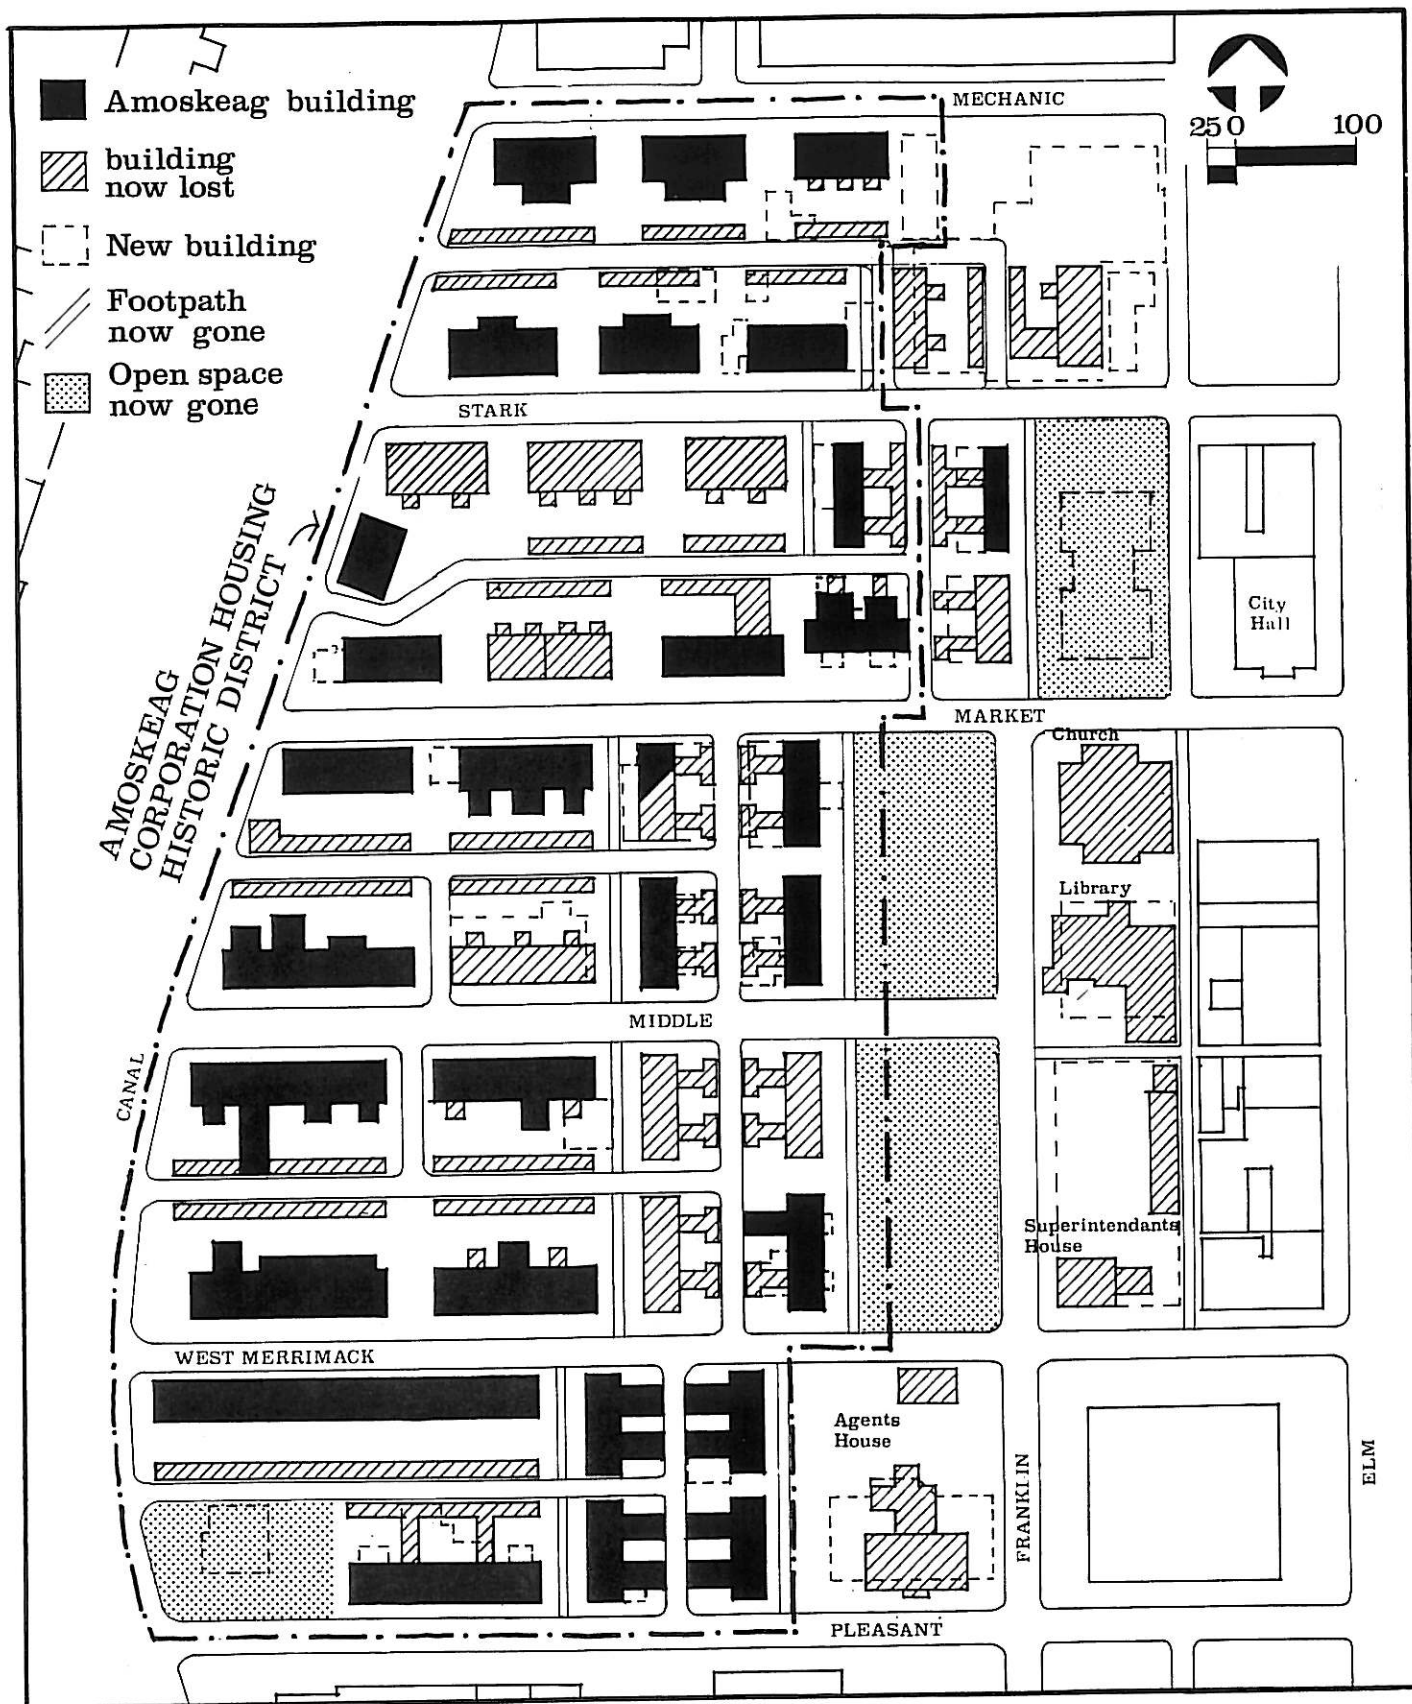 Amoskeag building
building
now lost
New building
Footpath
now gone
Open space
now gone
MECHANIC
25 0 100
STARK
AMOSKEAG
CORPORATION HOUSING
HISTORIC DISTRICT
City
Hall
MARKET
Church
Library
MIDDLE
CANAL
Superintendants
House
WEST MERRIMACK
Agents
House
FRANKLIN
ELM
PLEASANT